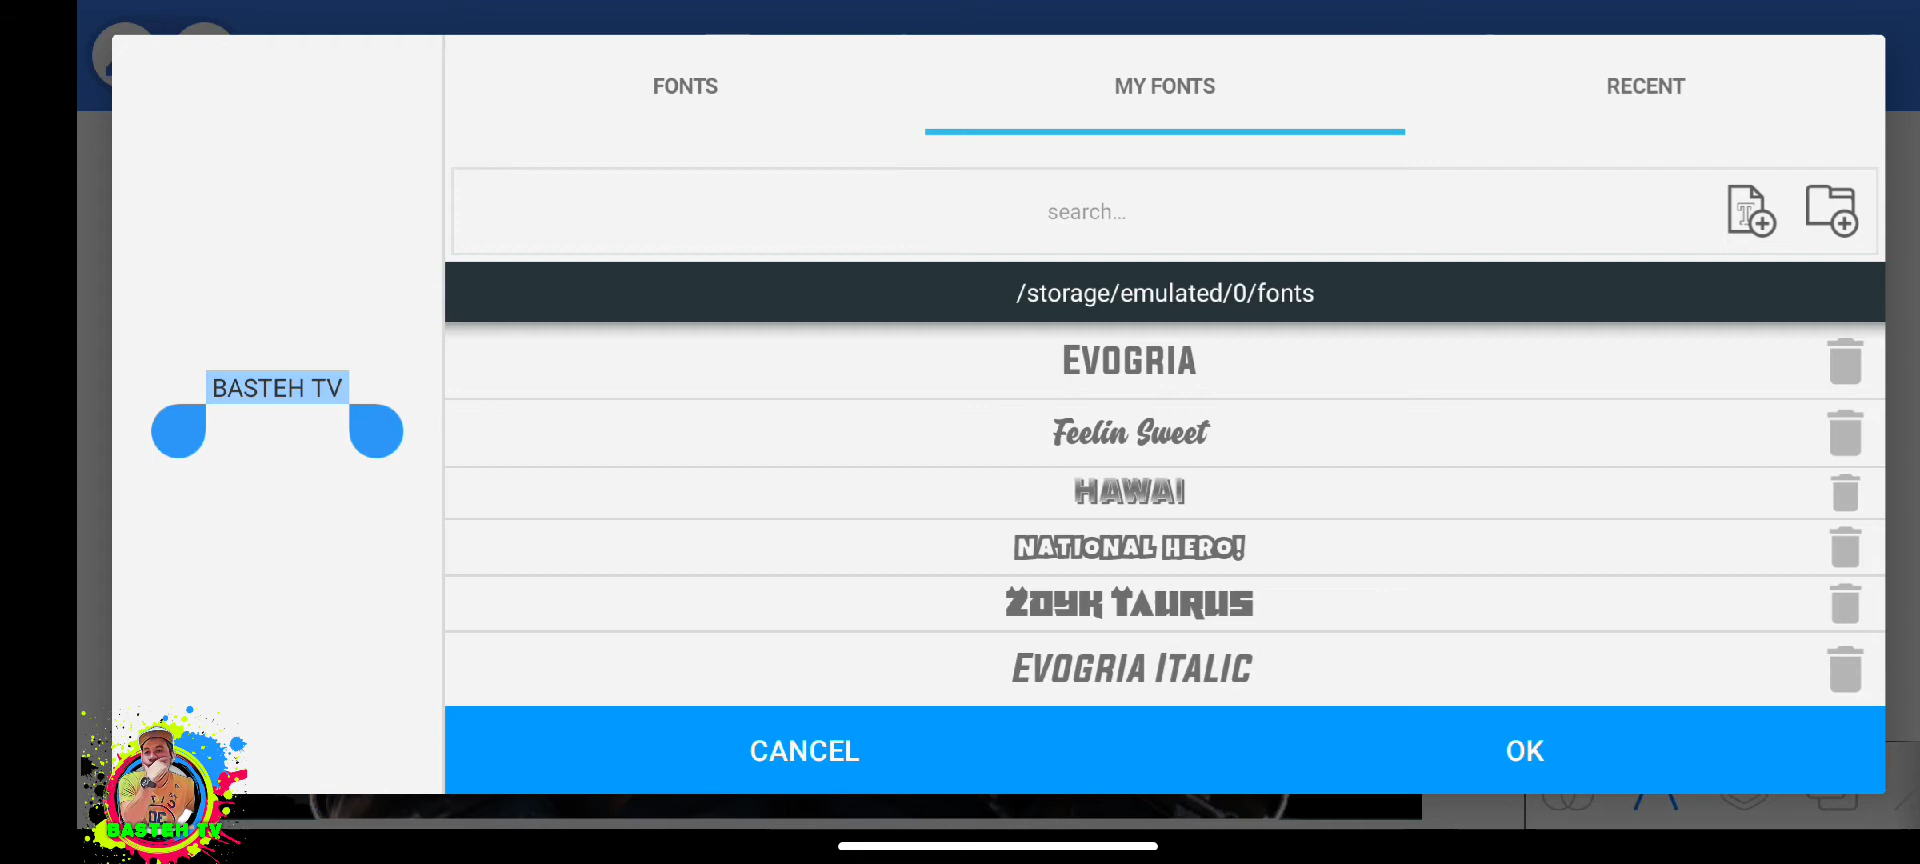 FONTS
MY FONTS
RECENT
search...
/storage/emulated/0/fonts
EVOGRIA
Feelin Sweet
HAWAI
NATIONAL HERO!
ZOYK TAURUS
EVOGRIA ITALIC
BASTEH TV
CANCEL
OK
BASTEH TV